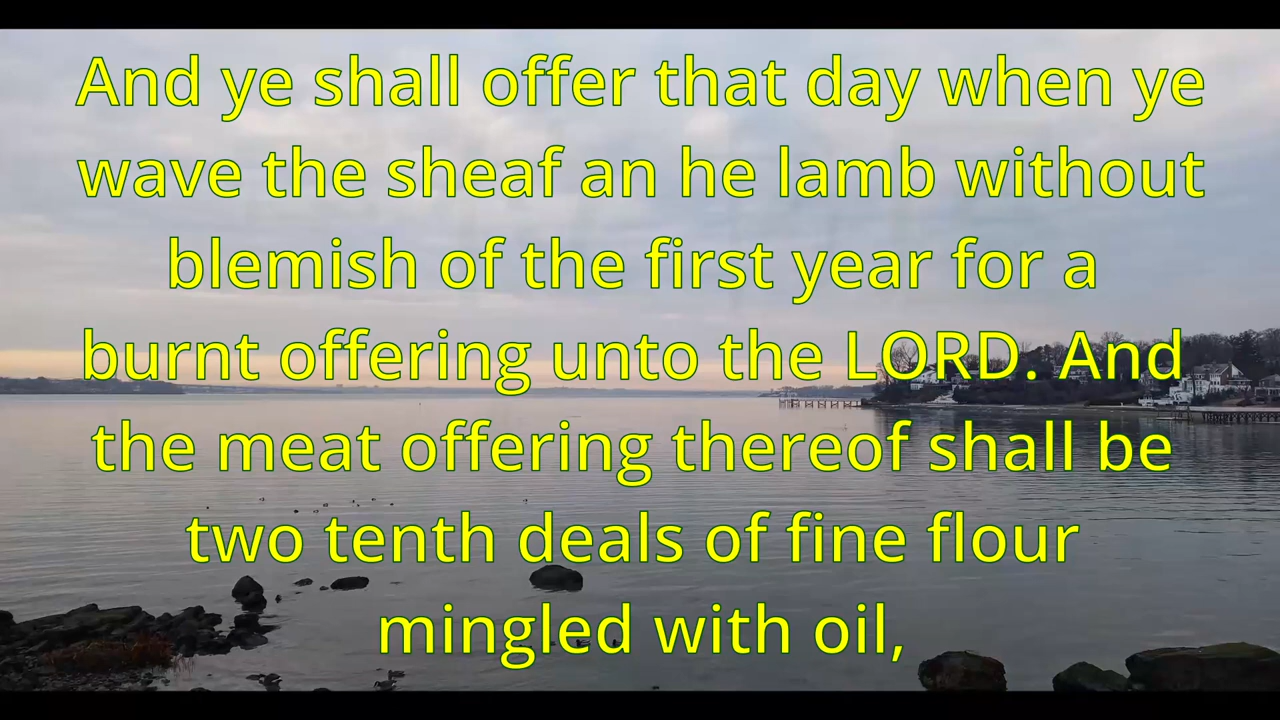 And ye shall offer that day when ye
wave the sheaf an he lamb without
blemish of the first year for a
burnt offering unto the LORD. And
the meat offering thereof shall be
two tenth deals of fine flour
mingled with oil,